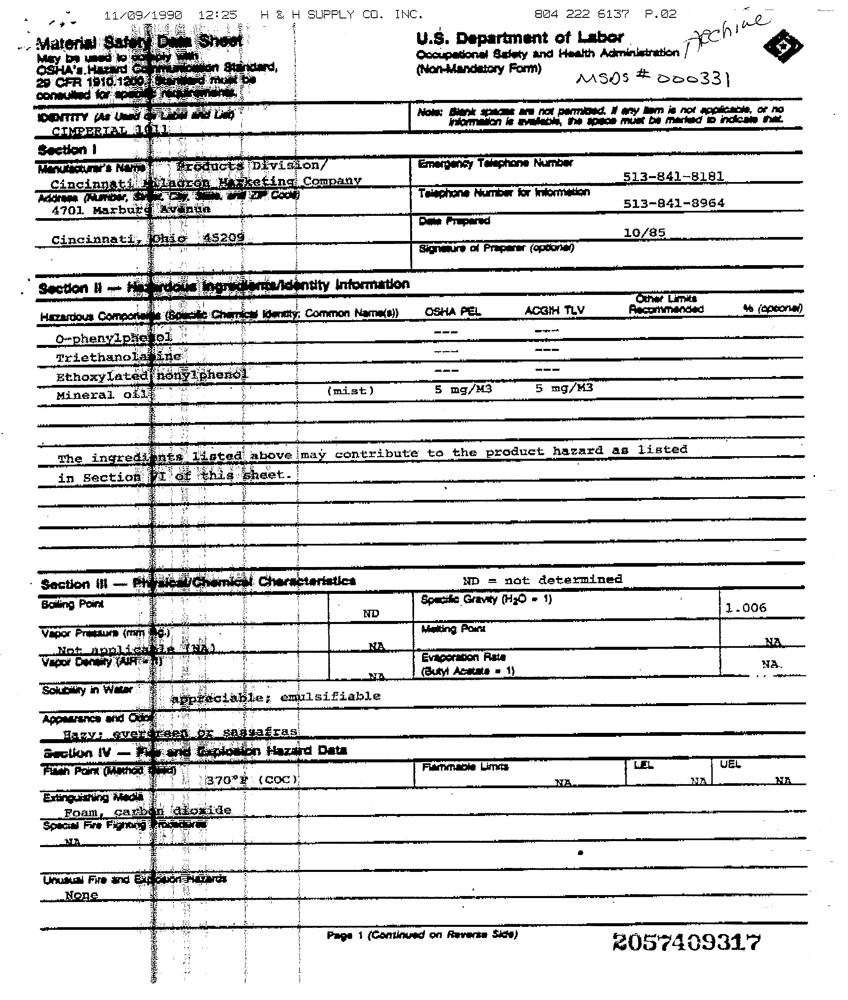 11/09/1990 12:25 H & H SUPPLY CO. INC. 804 222 6137 P.02
Archive
Material Safety Data Sheet
May be used to comply with
OSHA's Hazard Communication Standard,
29 CFR 1910.1200. Standard must be
consulted for specific requirements.
U.S. Department of Labor
Occupational Safety and Health Administration
(Non-Mandatory Form)
MSDS # 000331
IDENTITY (As Used on Label and List)
CIMPERIAL 1011
Note: Blank spaces are not permitted. If any item is not applicable, or no
information is available, the space must be marked to indicate that.
Section I
Manufacturer's Name Products Division/
Cincinnati Milacron Marketing Company
Emergency Telephone Number
513-841-8181
Address (Number, Street, City, State, and ZIP Code)
4701 Marburg Avenue
Telephone Number for Information
513-841-8964
Cincinnati, Ohio 45209
Date Prepared
10/85
Signature of Preparer (optional)
Section II — Hazardous Ingredients/Identity Information
Hazardous Components (Specific Chemical Identity; Common Name(s)) OSHA PEL ACGIH TLV Other Limits Recommended % (optional)
O-phenylphenol --- ---
Triethanolamine --- ---
Ethoxylated nonylphenol --- ---
Mineral oil (mist) 5 mg/M3 5 mg/M3
The ingredients listed above may contribute to the product hazard as listed
in Section VI of this sheet.
Section III — Physical/Chemical Characteristics ND = not determined
Boiling Point ND
Specific Gravity (H2O = 1) 1.006
Vapor Pressure (mm Hg.)
Not applicable (NA) NA
Melting Point NA
Vapor Density (AIR = 1) NA
Evaporation Rate
(Butyl Acetate = 1) NA.
Solubility in Water
appreciable; emulsifiable
Appearance and Odor
Hazy; evergreen or sassafras
Section IV — Fire and Explosion Hazard Data
Flash Point (Method Used)
370°F (COC)
Flammable Limits NA
LEL NA
UEL NA
Extinguishing Media
Foam, carbon dioxide
Special Fire Fighting Procedures
NA
Unusual Fire and Explosion Hazards
None
Page 1 (Continued on Reverse Side)
2057409317